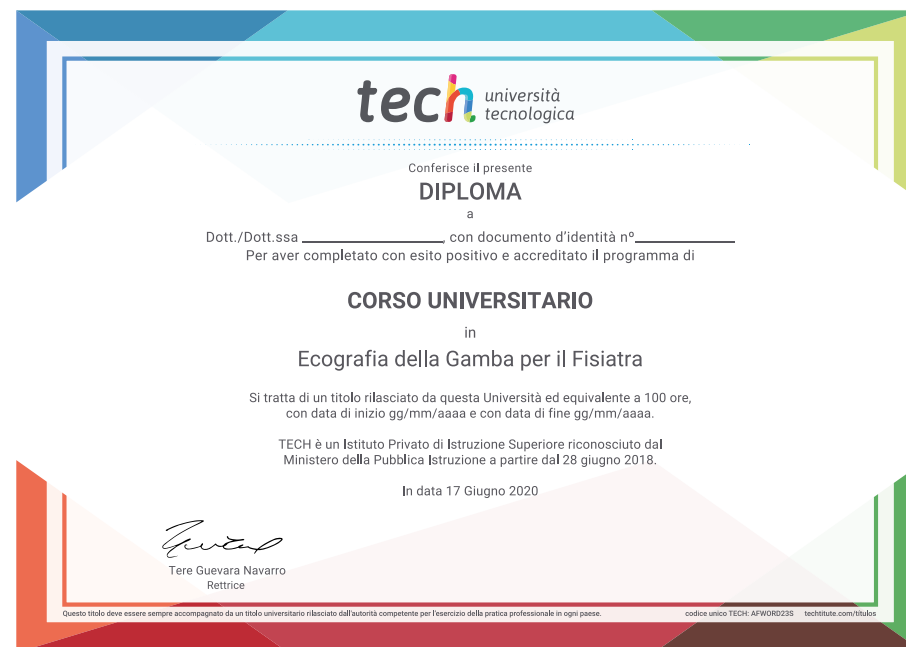 tech università
tecnologica
Conferisce il presente
DIPLOMA
a
Dott./Dott.ssa ________________, con documento d'identità nº____________
Per aver completato con esito positivo e accreditato il programma di
CORSO UNIVERSITARIO
in
Ecografia della Gamba per il Fisiatra
Si tratta di un titolo rilasciato da questa Università ed equivalente a 100 ore,
con data di inizio gg/mm/aaaa e con data di fine gg/mm/aaaa.
TECH è un Istituto Privato di Istruzione Superiore riconosciuto dal
Ministero della Pubblica Istruzione a partire dal 28 giugno 2018.
In data 17 Giugno 2020
Tere Guevara Navarro
Rettrice
Questo titolo deve essere sempre accompagnato da un titolo universitario rilasciato dall'autorità competente per l'esercizio della pratica professionale in ogni paese. codice unico TECH: AFWORD23S techtitute.com/títulos